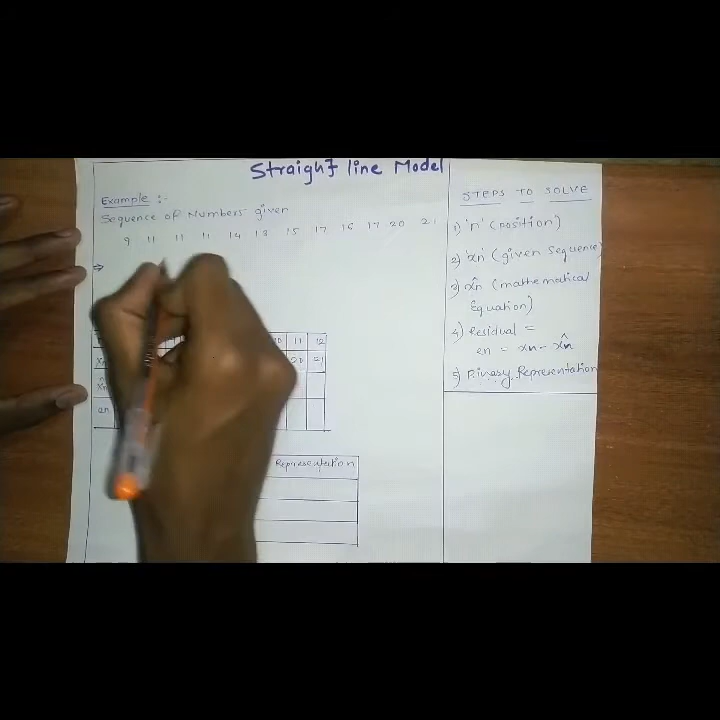 Straight line Model
Example :-
Sequence of Numbers given
9 11 11 11 14 13 15 17 16 17 20 21
⇒
11 12
xn 20 21
x̂n
en
Representation
STEPS TO SOLVE
1) 'n' (position)
2) 'xn' (given sequence)
3) x̂n (mathematical
Equation)
4) Residual =
en = xn - x̂n
5) Binary Representation